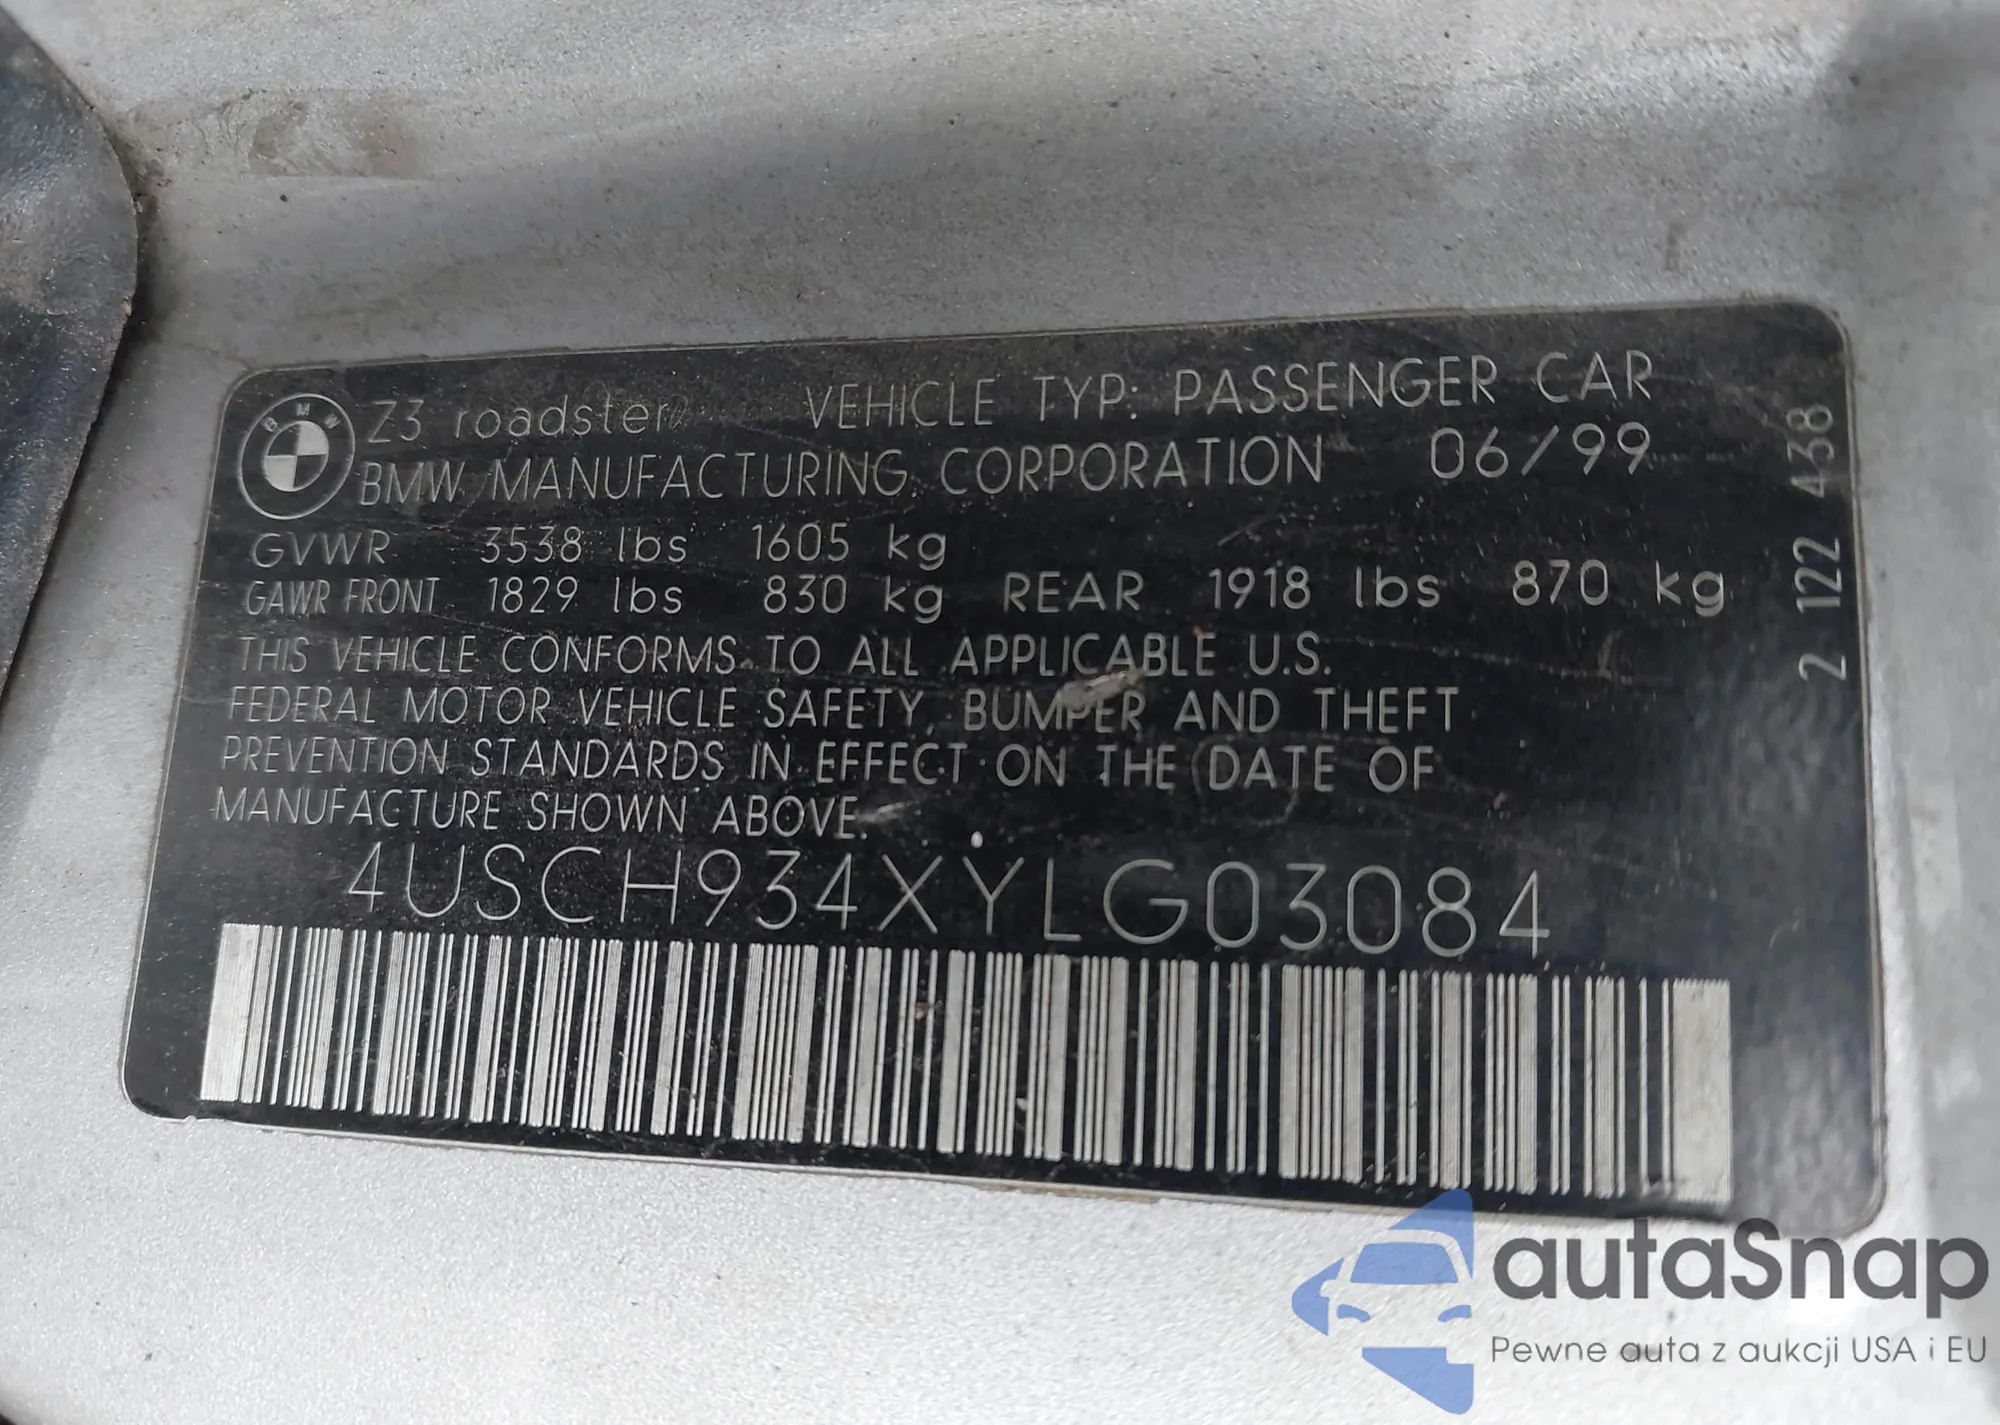 BMW
Z3 roadster VEHICLE TYP: PASSENGER CAR
BMW MANUFACTURING CORPORATION 06/99
GVWR 3538 lbs 1605 kg
GAWR FRONT 1829 lbs 830 kg REAR 1918 lbs 870 kg
THIS VEHICLE CONFORMS TO ALL APPLICABLE U.S.
FEDERAL MOTOR VEHICLE SAFETY, BUMPER AND THEFT
PREVENTION STANDARDS IN EFFECT ON THE DATE OF
MANUFACTURE SHOWN ABOVE.
4USCH934XYLG03084
2 122 438
autaSnap
Pewne auta z aukcji USA i EU